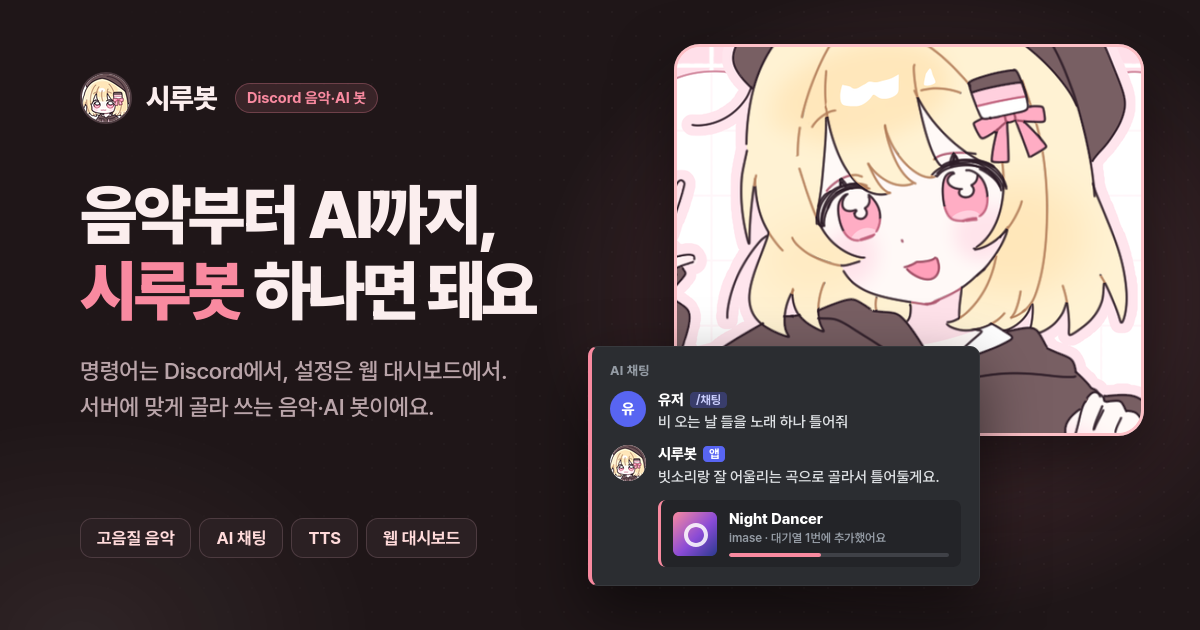 시루봇
Discord 음악·AI 봇
음악부터 AI까지,
시루봇 하나면 돼요
명령어는 Discord에서, 설정은 웹 대시보드에서.
서버에 맞게 골라 쓰는 음악·AI 봇이에요.
고음질 음악
AI 채팅
TTS
웹 대시보드
AI 채팅
유
유저 /채팅
비 오는 날 들을 노래 하나 틀어줘
시루봇 앱
빗소리랑 잘 어울리는 곡으로 골라서 틀어둘게요.
Night Dancer
imase · 대기열 1번에 추가했어요